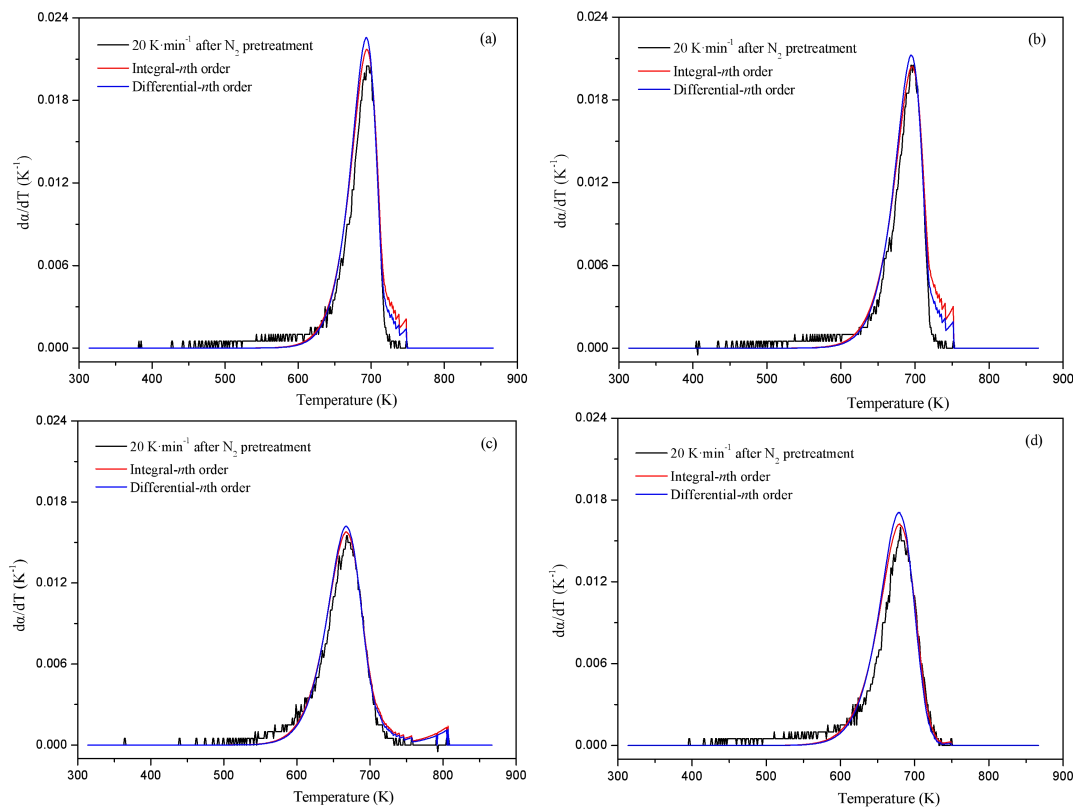 0.024
0.018
0.012
0.006
0.000
dα/dT (K⁻¹)
20 K·min⁻¹ after N₂ pretreatment
Integral-nth order
Differential-nth order
(a)
300 400 500 600 700 800 900
Temperature (K)
0.024
0.018
0.012
0.006
0.000
dα/dT (K⁻¹)
20 K·min⁻¹ after N₂ pretreatment
Integral-nth order
Differential-nth order
(b)
300 400 500 600 700 800 900
Temperature (K)
0.024
0.018
0.012
0.006
0.000
dα/dT (K⁻¹)
20 K·min⁻¹ after N₂ pretreatment
Integral-nth order
Differential-nth order
(c)
300 400 500 600 700 800 900
Temperature (K)
0.024
0.018
0.012
0.006
0.000
dα/dT (K⁻¹)
20 K·min⁻¹ after N₂ pretreatment
Integral-nth order
Differential-nth order
(d)
300 400 500 600 700 800 900
Temperature (K)